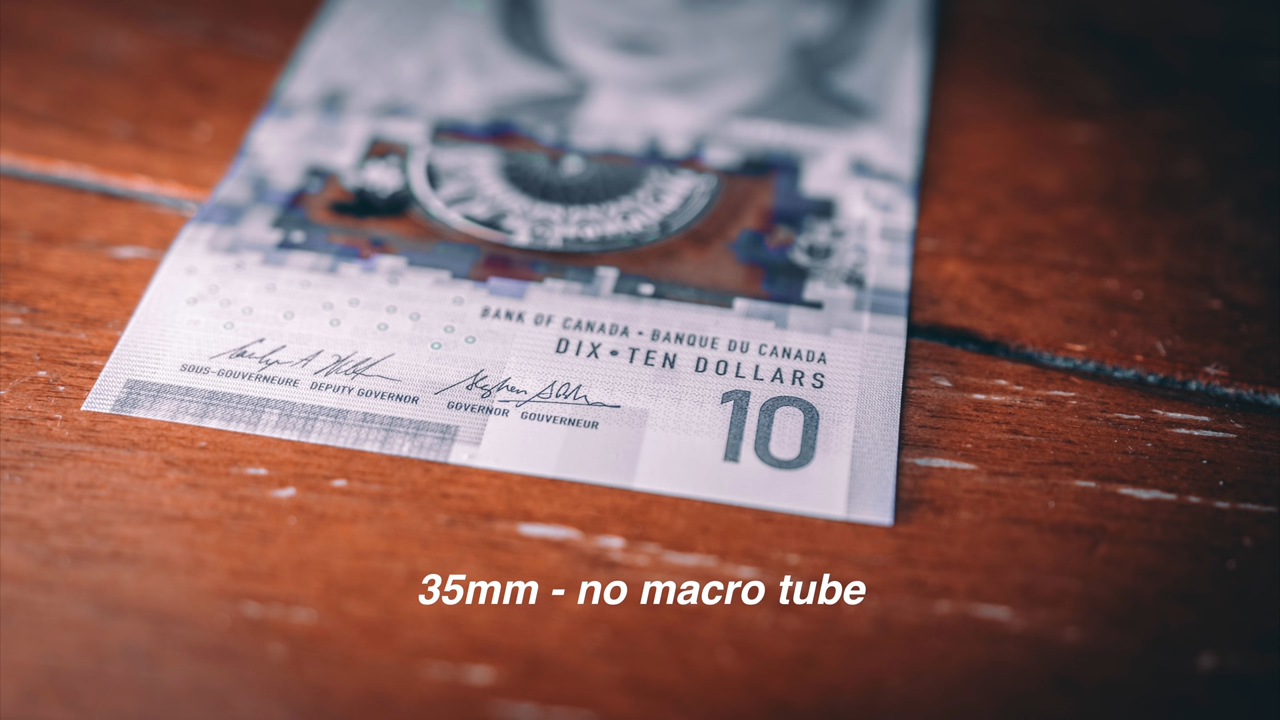 BANK OF CANADA • BANQUE DU CANADA
DIX • TEN DOLLARS
SOUS-GOUVERNEURE DEPUTY GOVERNOR
GOVERNOR GOUVERNEUR
10
35mm - no macro tube